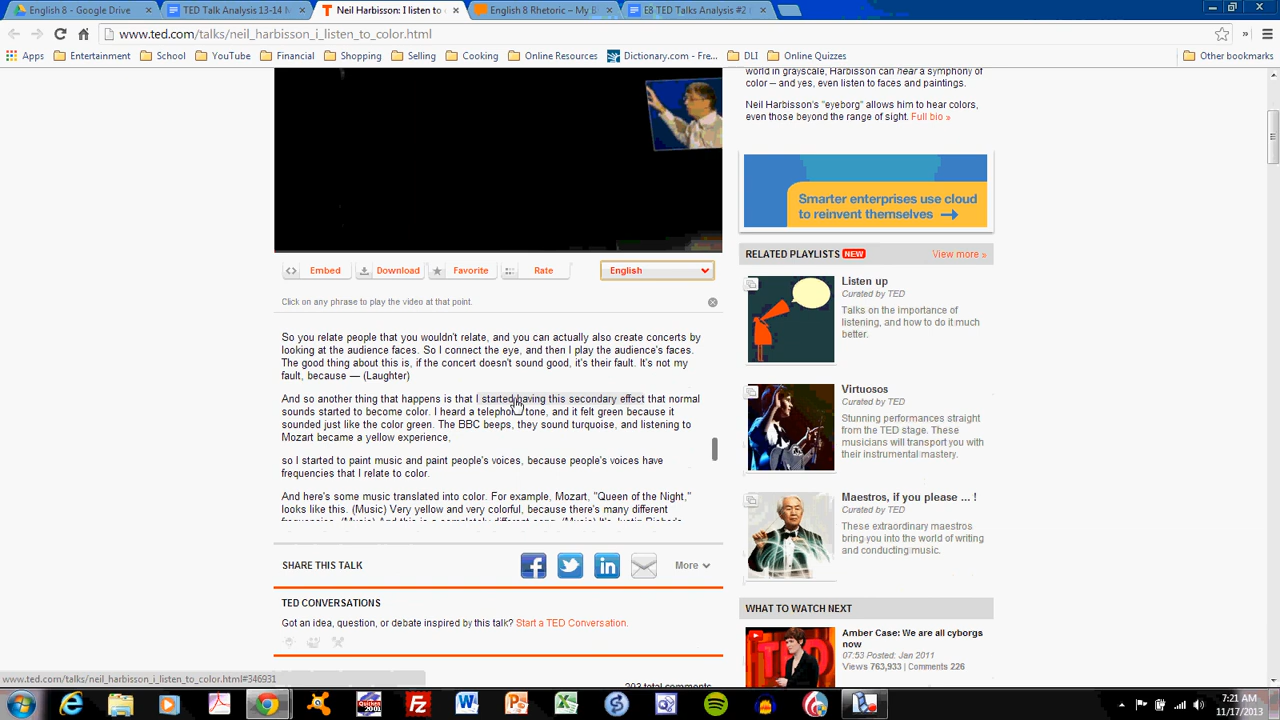 English 8 - Google Drive
TED Talk Analysis 13-14 M
Neil Harbisson: I listen to
English 8 Rhetoric – My Bl
E8 TED Talks Analysis #2 (
www.ted.com/talks/neil_harbisson_i_listen_to_color.html
Apps
Entertainment
School
YouTube
Financial
Shopping
Selling
Cooking
Online Resources
Dictionary.com - Fre...
DLI
Online Quizzes
Other bookmarks
world in grayscale, Harbisson can hear a symphony of
color -- and yes, even listen to faces and paintings.
Neil Harbisson's "eyeborg" allows him to hear colors,
even those beyond the range of sight. Full bio »
Smarter enterprises use cloud
to reinvent themselves
Embed
Download
Favorite
Rate
English
Click on any phrase to play the video at that point.
So you relate people that you wouldn't relate, and you can actually also create concerts by
looking at the audience faces. So I connect the eye, and then I play the audience's faces.
The good thing about this is, if the concert doesn't sound good, it's their fault. It's not my
fault, because — (Laughter)
And so another thing that happens is that I started having this secondary effect that normal
sounds started to become color. I heard a telephone tone, and it felt green because it
sounded just like the color green. The BBC beeps, they sound turquoise, and listening to
Mozart became a yellow experience,
so I started to paint music and paint people's voices, because people's voices have
frequencies that I relate to color.
And here's some music translated into color. For example, Mozart, "Queen of the Night,"
looks like this. (Music) Very yellow and very colorful, because there's many different
SHARE THIS TALK
More
TED CONVERSATIONS
Got an idea, question, or debate inspired by this talk? Start a TED Conversation.
203 total comments
RELATED PLAYLISTS NEW
View more »
Listen up
Curated by TED
Talks on the importance of
listening, and how to do it much
better.
Virtuosos
Curated by TED
Stunning performances straight
from the TED stage. These
musicians will transport you with
their instrumental mastery.
Maestros, if you please ... !
Curated by TED
These extraordinary maestros
bring you into the world of writing
and conducting music.
WHAT TO WATCH NEXT
Amber Case: We are all cyborgs
now
07:53 Posted: Jan 2011
Views 763,933 | Comments 226
www.ted.com/talks/neil_harbisson_i_listen_to_color.html#346931
7:21 AM
11/17/2013